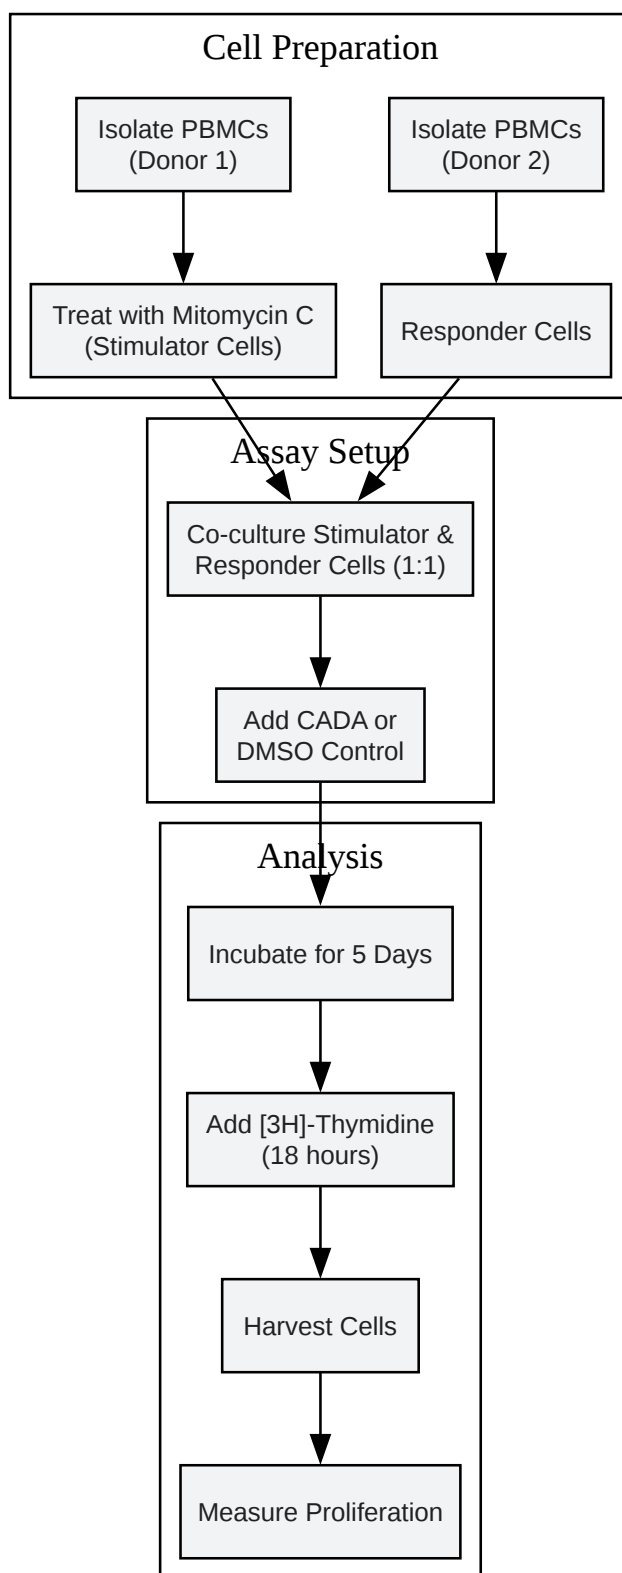 Cell Preparation
Isolate PBMCs
(Donor 1)
Isolate PBMCs
(Donor 2)
Treat with Mitomycin C
(Stimulator Cells)
Responder Cells
Assay Setup
Co-culture Stimulator &
Responder Cells (1:1)
Add CADA or
DMSO Control
Analysis
Incubate for 5 Days
Add [3H]-Thymidine
(18 hours)
Harvest Cells
Measure Proliferation